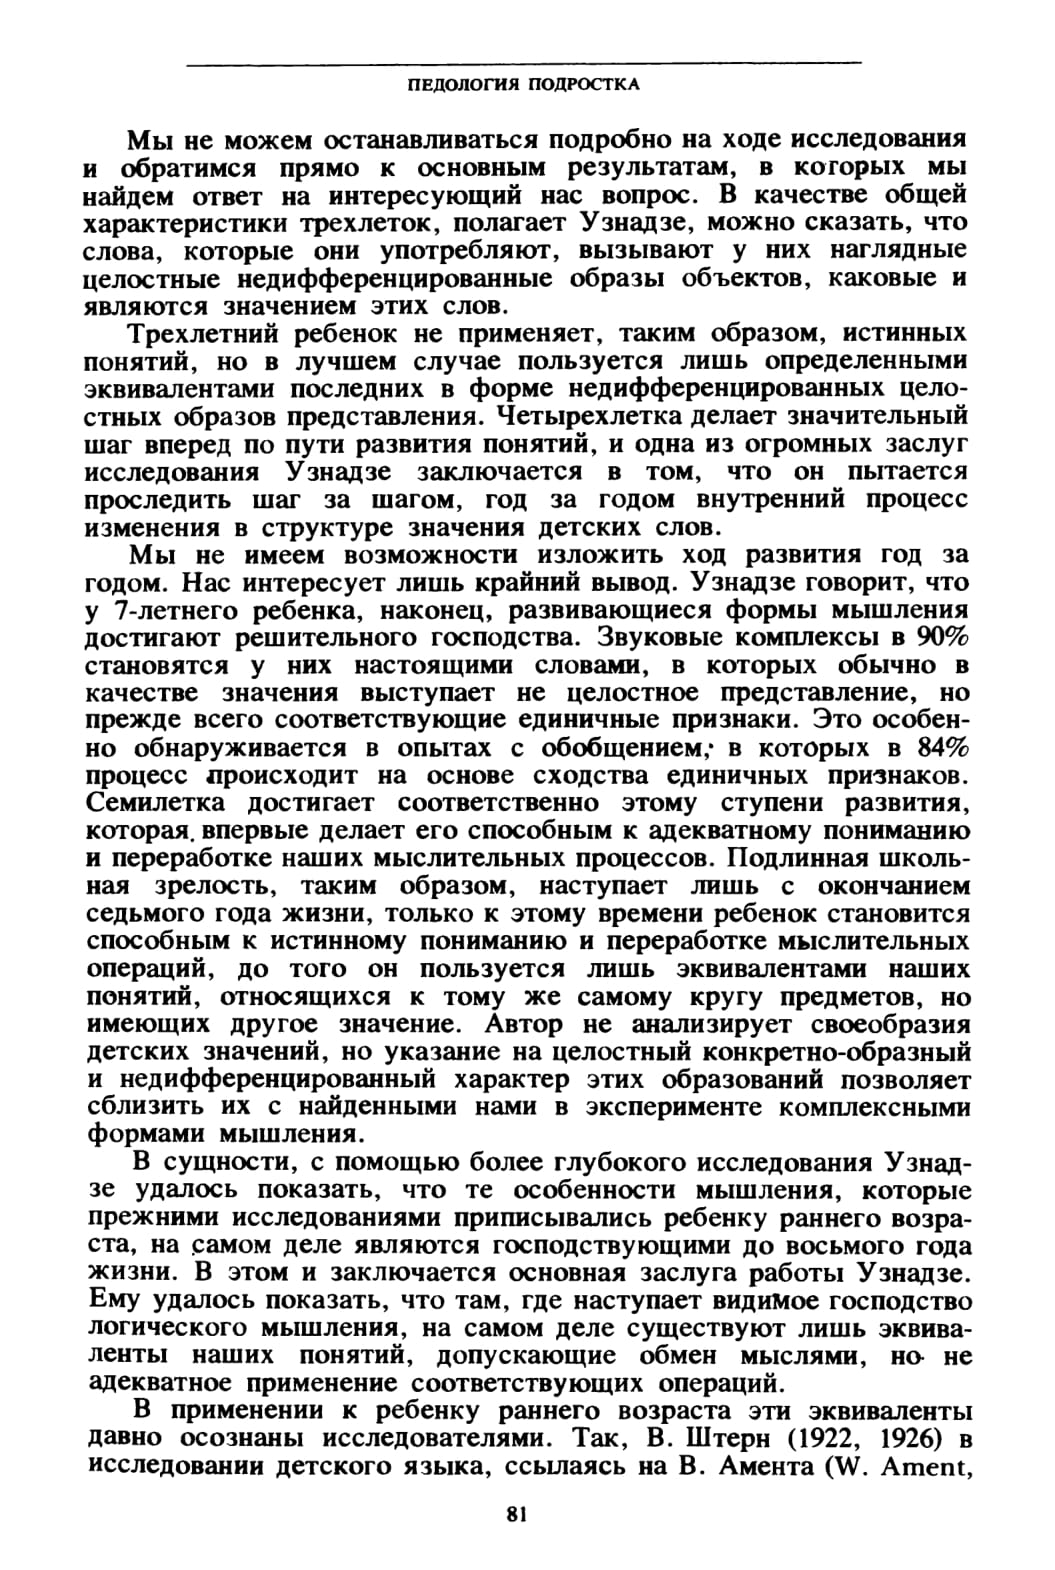 ПЕДОЛОГИЯ ПОДРОСТКА
Мы не можем останавливаться подробно на ходе исследования
и обратимся прямо к основным результатам, в которых мы
найдем ответ на интересующий нас вопрос. В качестве общей
характеристики трехлеток, полагает Узнадзе, можно сказать, что
слова, которые они употребляют, вызывают у них наглядные
целостные недифференцированные образы объектов, каковые и
являются значением этих слов.
Трехлетний ребенок не применяет, таким образом, истинных
понятий, но в лучшем случае пользуется лишь определенными
эквивалентами последних в форме недифференцированных цело-
стных образов представления. Четырехлетка делает значительный
шаг вперед по пути развития понятий, и одна из огромных заслуг
исследования Узнадзе заключается в том, что он пытается
проследить шаг за шагом, год за годом внутренний процесс
изменения в структуре значения детских слов.
Мы не имеем возможности изложить ход развития год за
годом. Нас интересует лишь крайний вывод. Узнадзе говорит, что
у 7-летнего ребенка, наконец, развивающиеся формы мышления
достигают решительного господства. Звуковые комплексы в 90%
становятся у них настоящими словами, в которых обычно в
качестве значения выступает не целостное представление, но
прежде всего соответствующие единичные признаки. Это особен-
но обнаруживается в опытах с обобщением, в которых в 84%
процесс происходит на основе сходства единичных признаков.
Семилетка достигает соответственно этому ступени развития,
которая впервые делает его способным к адекватному пониманию
и переработке наших мыслительных процессов. Подлинная школь-
ная зрелость, таким образом, наступает лишь с окончанием
седьмого года жизни, только к этому времени ребенок становится
способным к истинному пониманию и переработке мыслительных
операций, до того он пользуется лишь эквивалентами наших
понятий, относящихся к тому же самому кругу предметов, но
имеющих другое значение. Автор не анализирует своеобразия
детских значений, но указание на целостный конкретно-образный
и недифференцированный характер этих образований позволяет
сблизить их с найденными нами в эксперименте комплексными
формами мышления.
В сущности, с помощью более глубокого исследования Узнад-
зе удалось показать, что те особенности мышления, которые
прежними исследованиями приписывались ребенку раннего возра-
ста, на самом деле являются господствующими до восьмого года
жизни. В этом и заключается основная заслуга работы Узнадзе.
Ему удалось показать, что там, где наступает видимое господство
логического мышления, на самом деле существуют лишь эквива-
ленты наших понятий, допускающие обмен мыслями, но не
адекватное применение соответствующих операций.
В применении к ребенку раннего возраста эти эквиваленты
давно осознаны исследователями. Так, В. Штерн (1922, 1926) в
исследовании детского языка, ссылаясь на В. Амента (W. Ament,
81